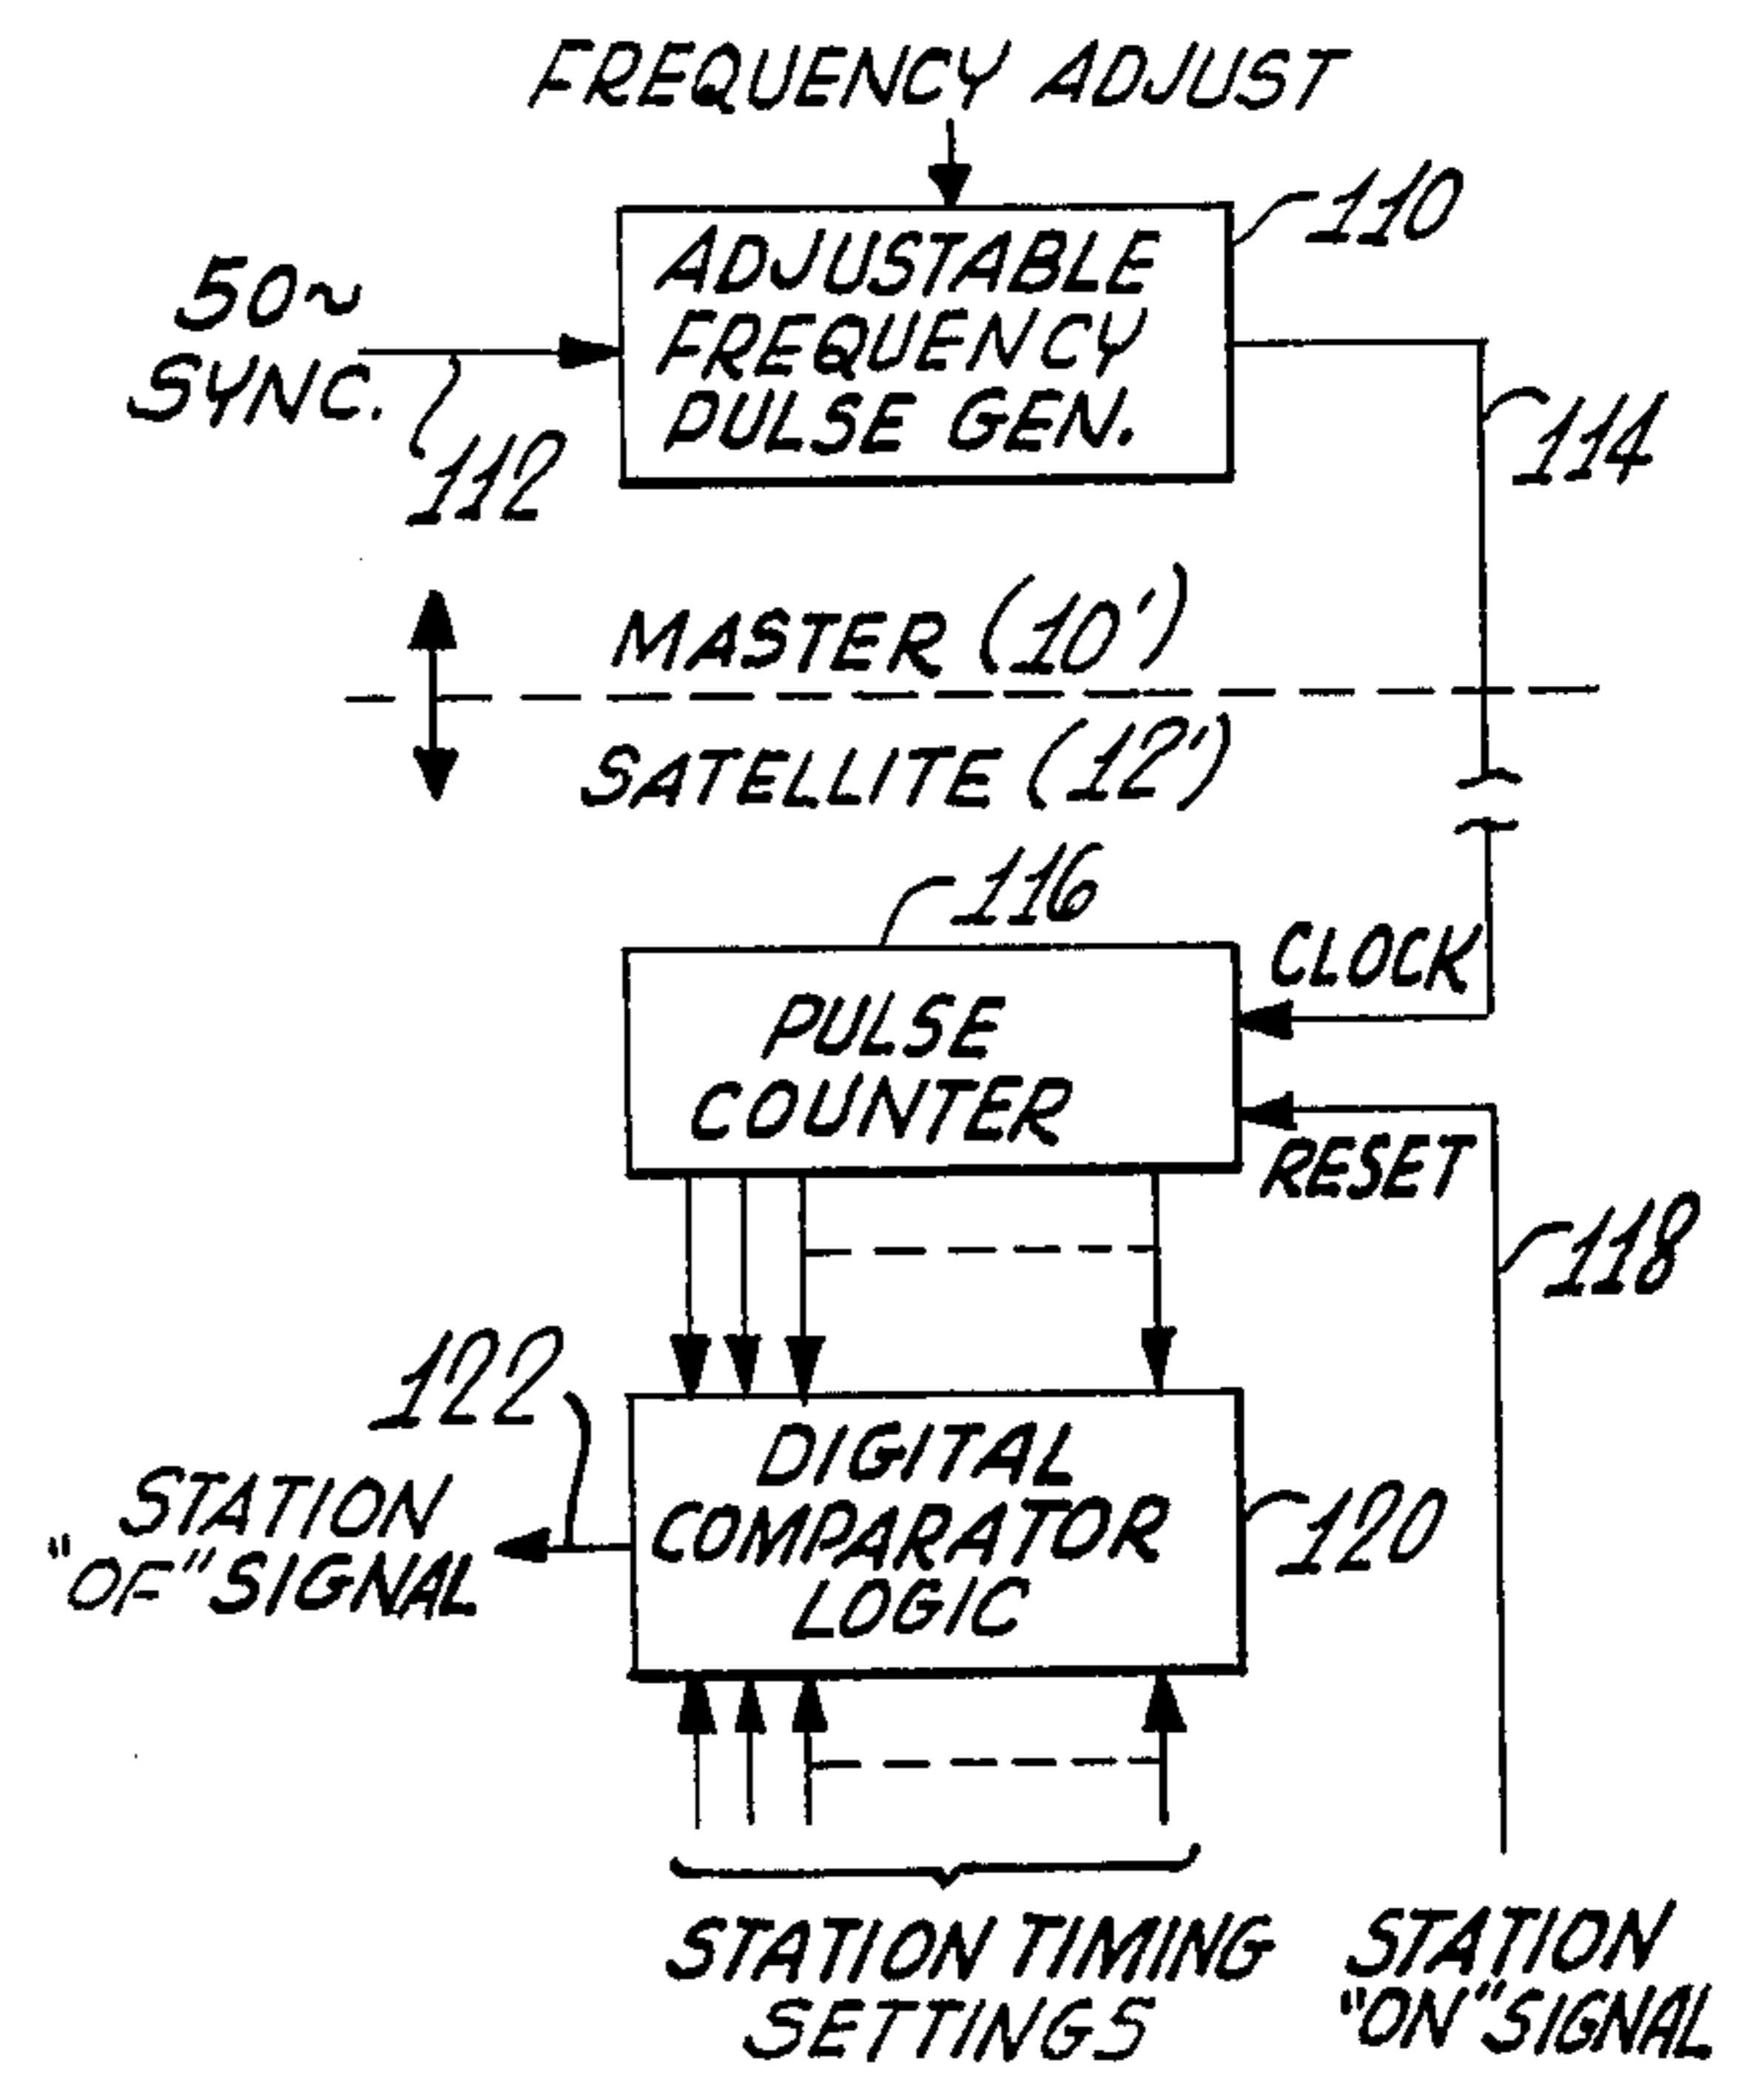 FREQUENCY ADJUST
110
ADJUSTABLE
FREQUENCY
PULSE GEN.
50~
SYNC.
112
114
MASTER (10')
SATELLITE (12')
116
CLOCK
PULSE
COUNTER
RESET
118
122
DIGITAL
COMPARATOR
LOGIC
120
STATION
"OF" SIGNAL
STATION TIMING
SETTINGS
STATION
"ON" SIGNAL